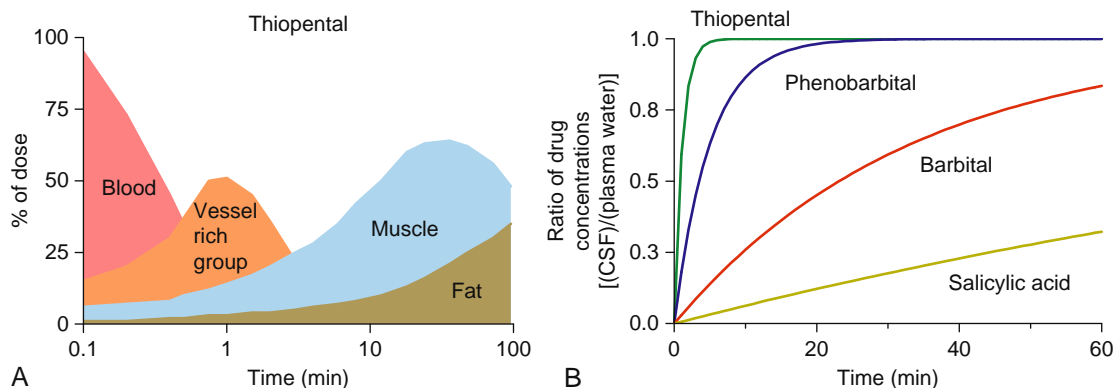 Thiopental
100
75
50
25
0
% of dose
Blood
Vessel
rich
group
Muscle
Fat
0.1 1 10 100
Time (min)
A
Thiopental
1.0
0.8
0.5
0.3
0.0
Ratio of drug
concentrations
[(CSF)/(plasma water)]
Phenobarbital
Barbital
Salicylic acid
0 20 40 60
Time (min)
B